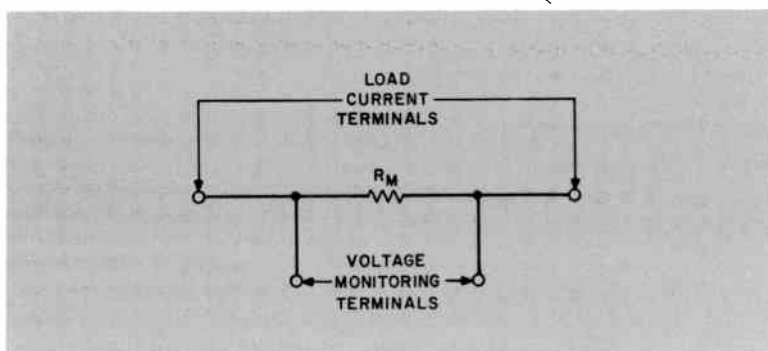 LOAD
CURRENT
TERMINALS
RM
VOLTAGE
MONITORING
TERMINALS